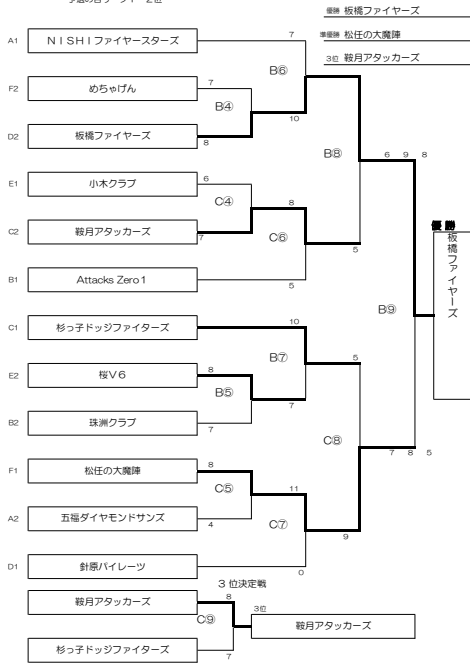 優勝 板橋ファイヤーズ
準優勝 松任の大魔陣
3位 鞍月アタッカーズ
A1 NISHIファイヤースターズ 7
B⑥
F2 めちゃげん 7
B④
10
D2 板橋ファイヤーズ 8
B⑧
6 9 8
E1 小木クラブ 6
C④
8
C2 鞍月アタッカーズ 7
C⑥
5
優勝
板橋ファイヤーズ
B1 Attacks Zero1 5
B⑨
C1 杉っ子ドッジファイターズ 10
B⑦
5
E2 桜V6 8
B⑤
7
B2 珠洲クラブ 7
C⑧
7 8 5
F1 松任の大魔陣 8
C⑤
11
A2 五福ダイヤモンドサンズ 4
C⑦
9
D1 針原パイレーツ 0
3位決定戦
鞍月アタッカーズ 8
C⑨
3位
鞍月アタッカーズ
杉っ子ドッジファイターズ 7